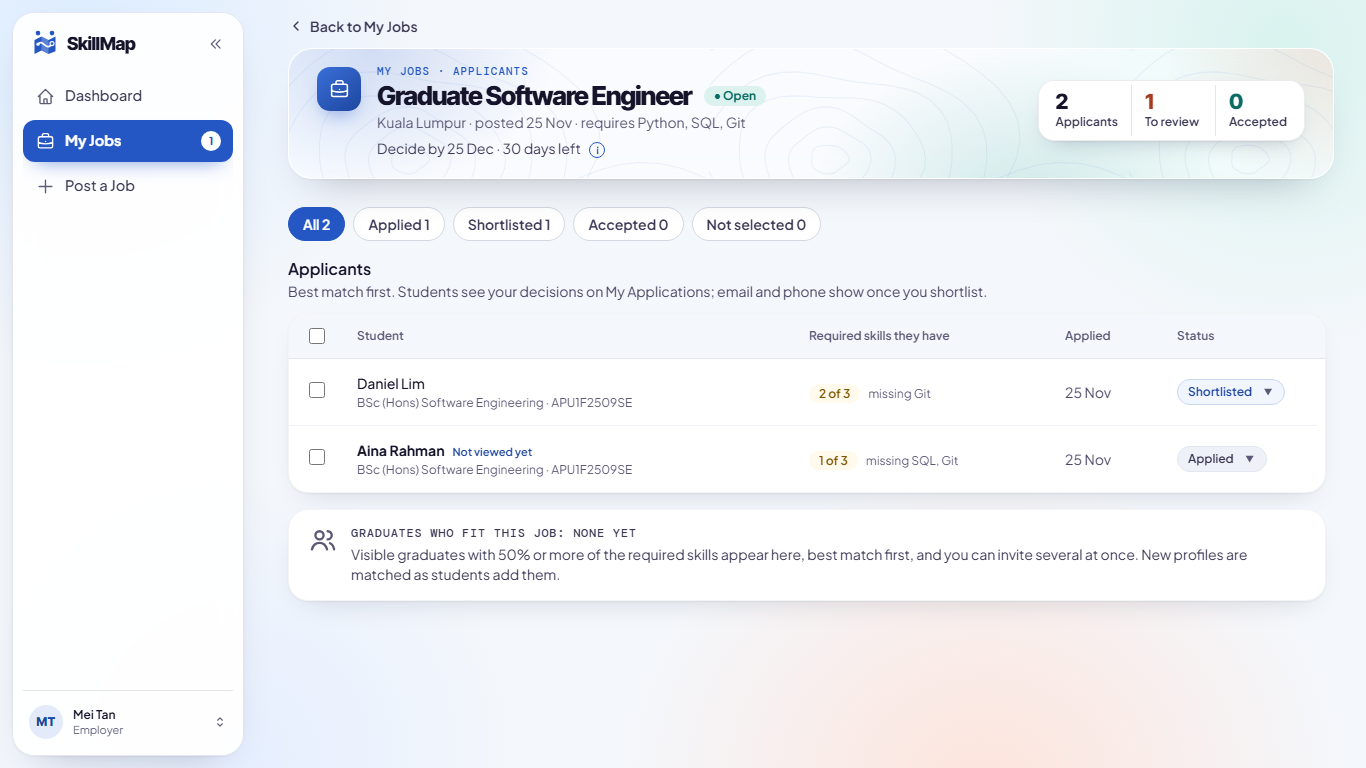 SkillMap
Dashboard
My Jobs 1
Post a Job
Mei Tan
Employer
MT
Back to My Jobs
MY JOBS · APPLICANTS
Graduate Software Engineer
Open
Kuala Lumpur · posted 25 Nov · requires Python, SQL, Git
Decide by 25 Dec · 30 days left
2
Applicants
1
To review
0
Accepted
All 2
Applied 1
Shortlisted 1
Accepted 0
Not selected 0
Applicants
Best match first. Students see your decisions on My Applications; email and phone show once you shortlist.
Student Required skills they have Applied Status
Daniel Lim
BSc (Hons) Software Engineering · APU1F2509SE
2 of 3 missing Git 25 Nov Shortlisted
Aina Rahman Not viewed yet
BSc (Hons) Software Engineering · APU1F2509SE
1 of 3 missing SQL, Git 25 Nov Applied
GRADUATES WHO FIT THIS JOB: NONE YET
Visible graduates with 50% or more of the required skills appear here, best match first, and you can invite several at once. New profiles are
matched as students add them.